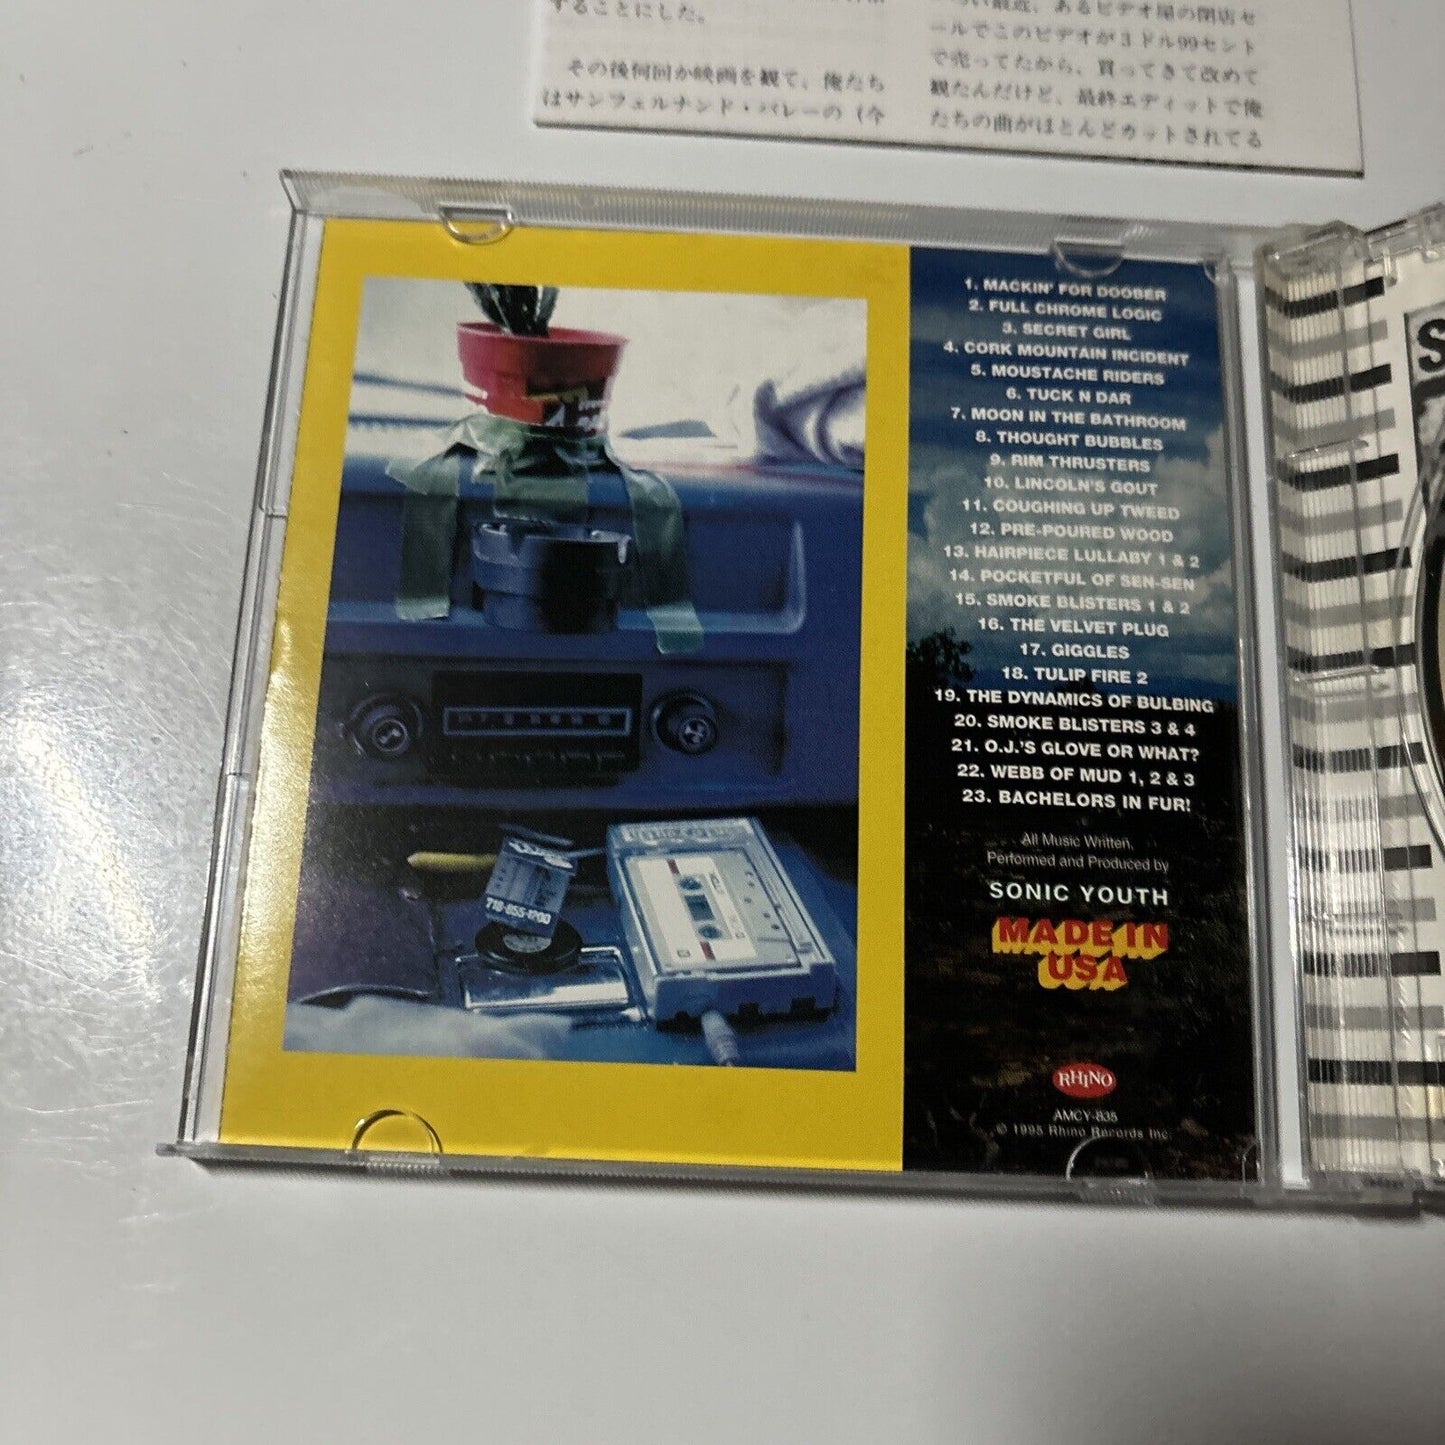 することにした。
その後何回か映画を観て、俺たち
はサンフェルナンド・バレーの（今
い最近、あるビデオ屋の閉店セ
ールでこのビデオが3ドル99セント
で売ってたから、買ってきて改めて
観たんだけど、最終エディットで俺
たちの曲がほとんどカットされてる
1. MACKIN' FOR DOOBER
2. FULL CHROME LOGIC
3. SECRET GIRL
4. CORK MOUNTAIN INCIDENT
5. MOUSTACHE RIDERS
6. TUCK N DAR
7. MOON IN THE BATHROOM
8. THOUGHT BUBBLES
9. RIM THRUSTERS
10. LINCOLN'S GOUT
11. COUGHING UP TWEED
12. PRE-POURED WOOD
13. HAIRPIECE LULLABY 1 & 2
14. POCKETFUL OF SEN-SEN
15. SMOKE BLISTERS 1 & 2
16. THE VELVET PLUG
17. GIGGLES
18. TULIP FIRE 2
19. THE DYNAMICS OF BULBING
20. SMOKE BLISTERS 3 & 4
21. O.J.'S GLOVE OR WHAT?
22. WEBB OF MUD 1, 2 & 3
23. BACHELORS IN FUR!
All Music Written,
Performed and Produced by
SONIC YOUTH
MADE IN
USA
RHINO
AMCY-835
© 1995 Rhino Records Inc.
718-855-1200
S